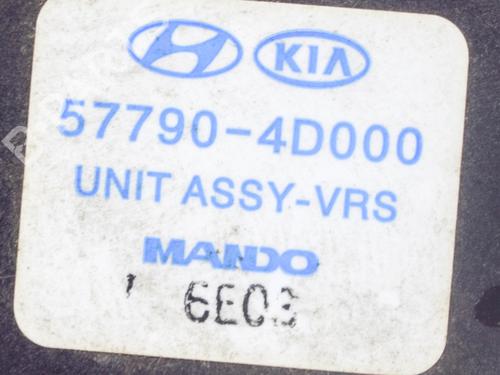 KIA
57790-4D000
UNIT ASSY-VRS
MANDO
6E03